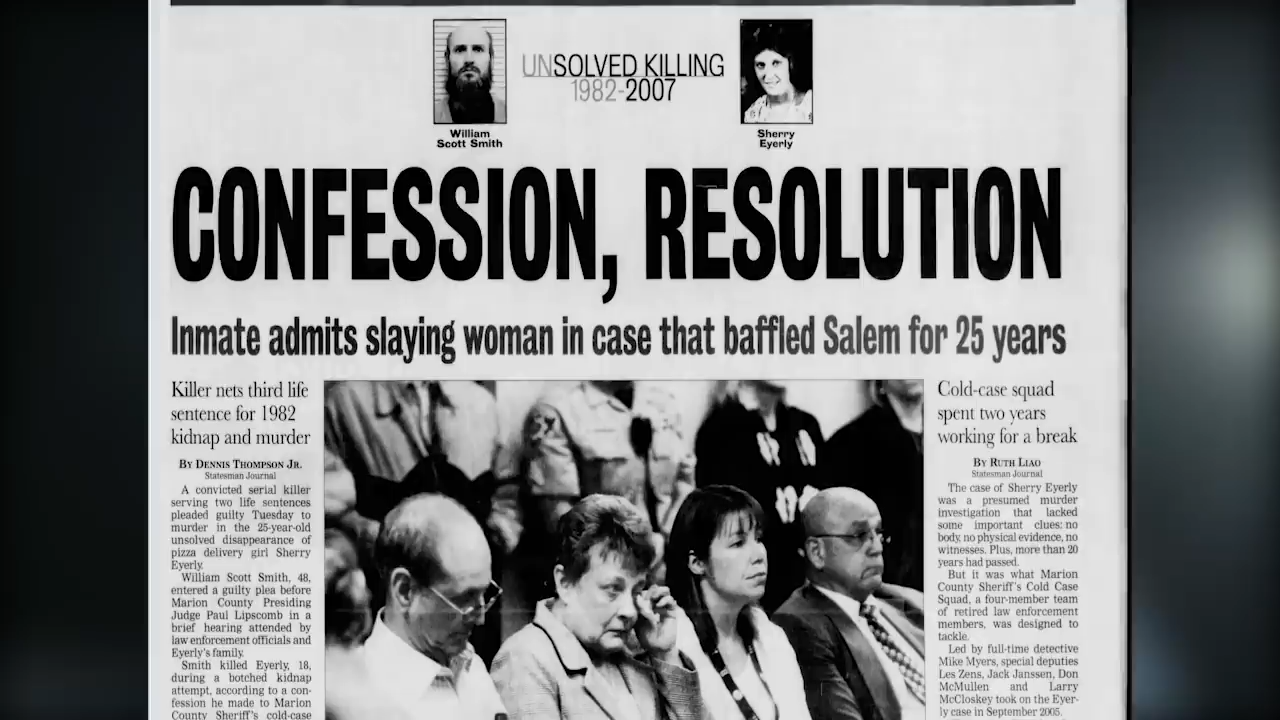 UNSOLVED KILLING
1982-2007
William
Scott Smith
Sherry
Eyerly
CONFESSION, RESOLUTION
Inmate admits slaying woman in case that baffled Salem for 25 years
Killer nets third life
sentence for 1982
kidnap and murder
BY DENNIS THOMPSON JR.
Statesman Journal
A convicted serial killer
serving two life sentences
pleaded guilty Tuesday to
murder in the 25-year-old
unsolved disappearance of
pizza delivery girl Sherry
Eyerly.
William Scott Smith, 48,
entered a guilty plea before
Marion County Presiding
Judge Paul Lipscomb in a
brief hearing attended by
law enforcement officials and
Eyerly's family.
Smith killed Eyerly, 18,
during a botched kidnap
attempt, according to a con-
fession he made to Marion
County Sheriff's cold-case
Cold-case squad
spent two years
working for a break
BY RUTH LIAO
Statesman Journal
The case of Sherry Eyerly
was a presumed murder
investigation that lacked
some important clues: no
body, no physical evidence, no
witnesses. Plus, more than 20
years had passed.
But it was what Marion
County Sheriff's Cold Case
Squad, a four-member team
of retired law enforcement
members, was designed to
tackle.
Led by full-time detective
Mike Myers, special deputies
Les Zens, Jack Janssen, Don
McMullen and Larry
McCloskey took on the Eyer-
ly case in September 2005.